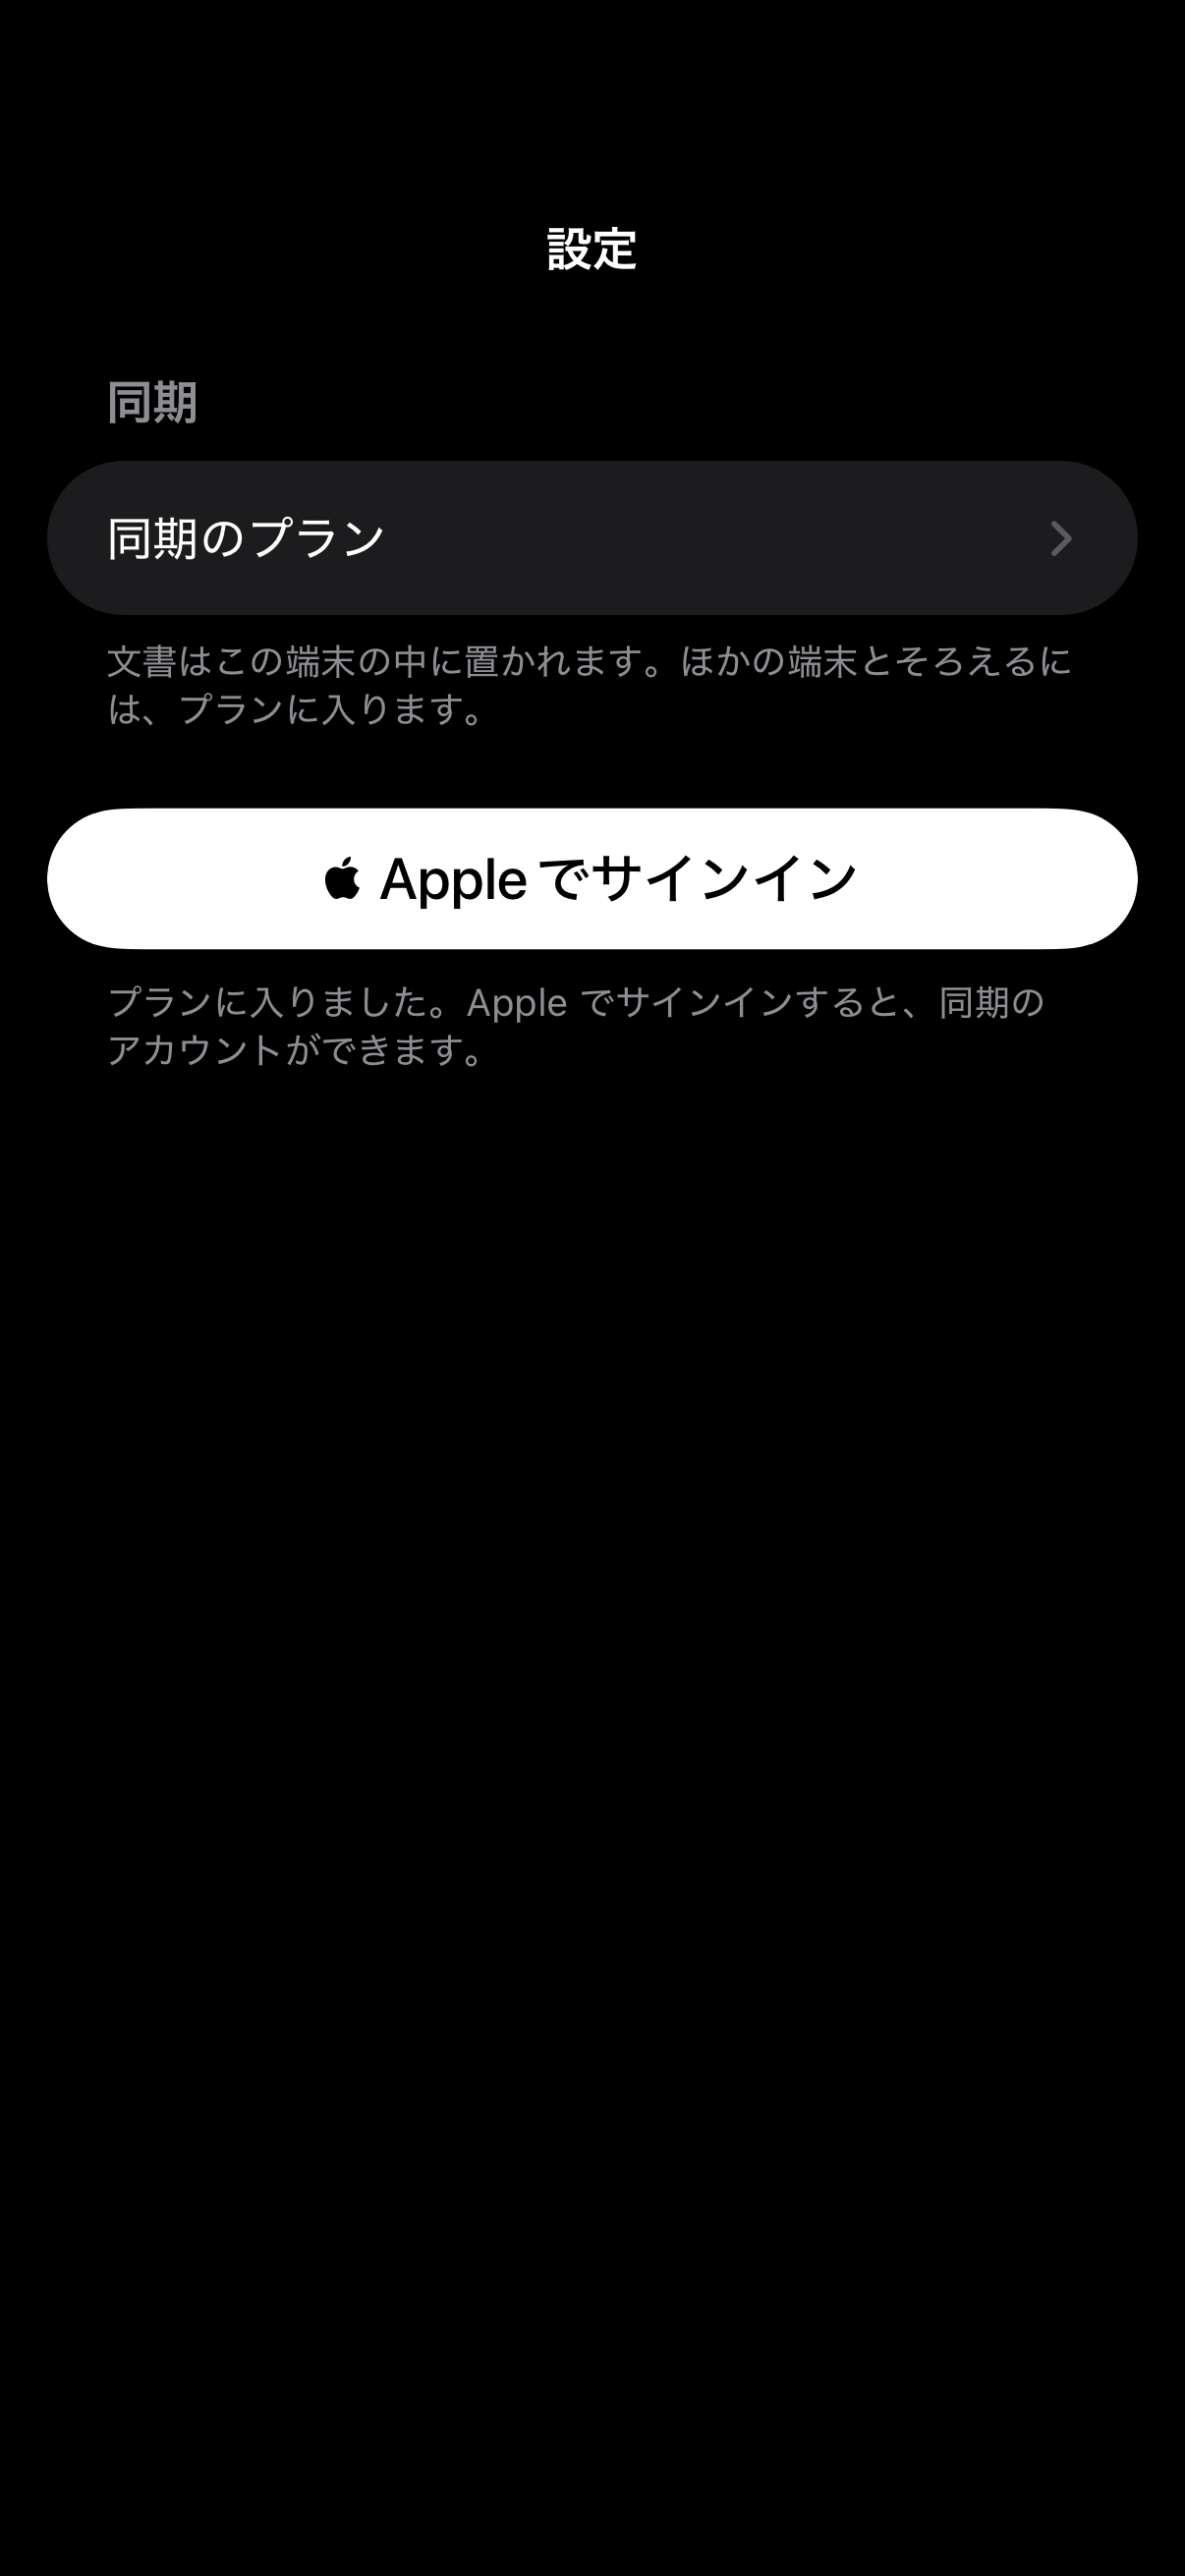 設定
同期
同期のプラン
文書はこの端末の中に置かれます。ほかの端末とそろえるに
は、プランに入ります。
Apple でサインイン
プランに入りました。Apple でサインインすると、同期の
アカウントができます。